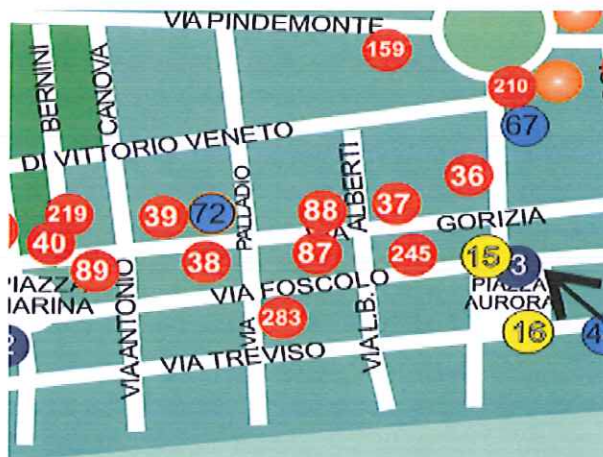 VIA PINDEMONTE
159
BERNINI
CANOVA
210
67
DI VITTORIO VENETO
36
219
39
72
PALLADIO
88
ALBERTI
37
GORIZIA
40
89
38
87
245
15
3
PIAZZA
AURORA
VIA FOSCOLO
VIA ANTONIO
283
VIA
VIA L.B.
16
VIA TREVISO